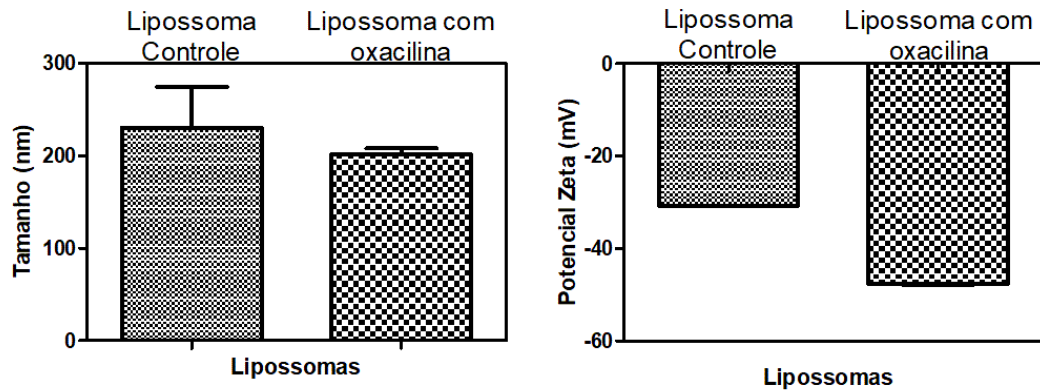 Lipossoma
Controle
Lipossoma com
oxacilina
300
200
100
0
Tamanho (nm)
Lipossomas
Lipossoma
Controle
Lipossoma com
oxacilina
0
-20
-40
-60
Potencial Zeta (mV)
Lipossomas